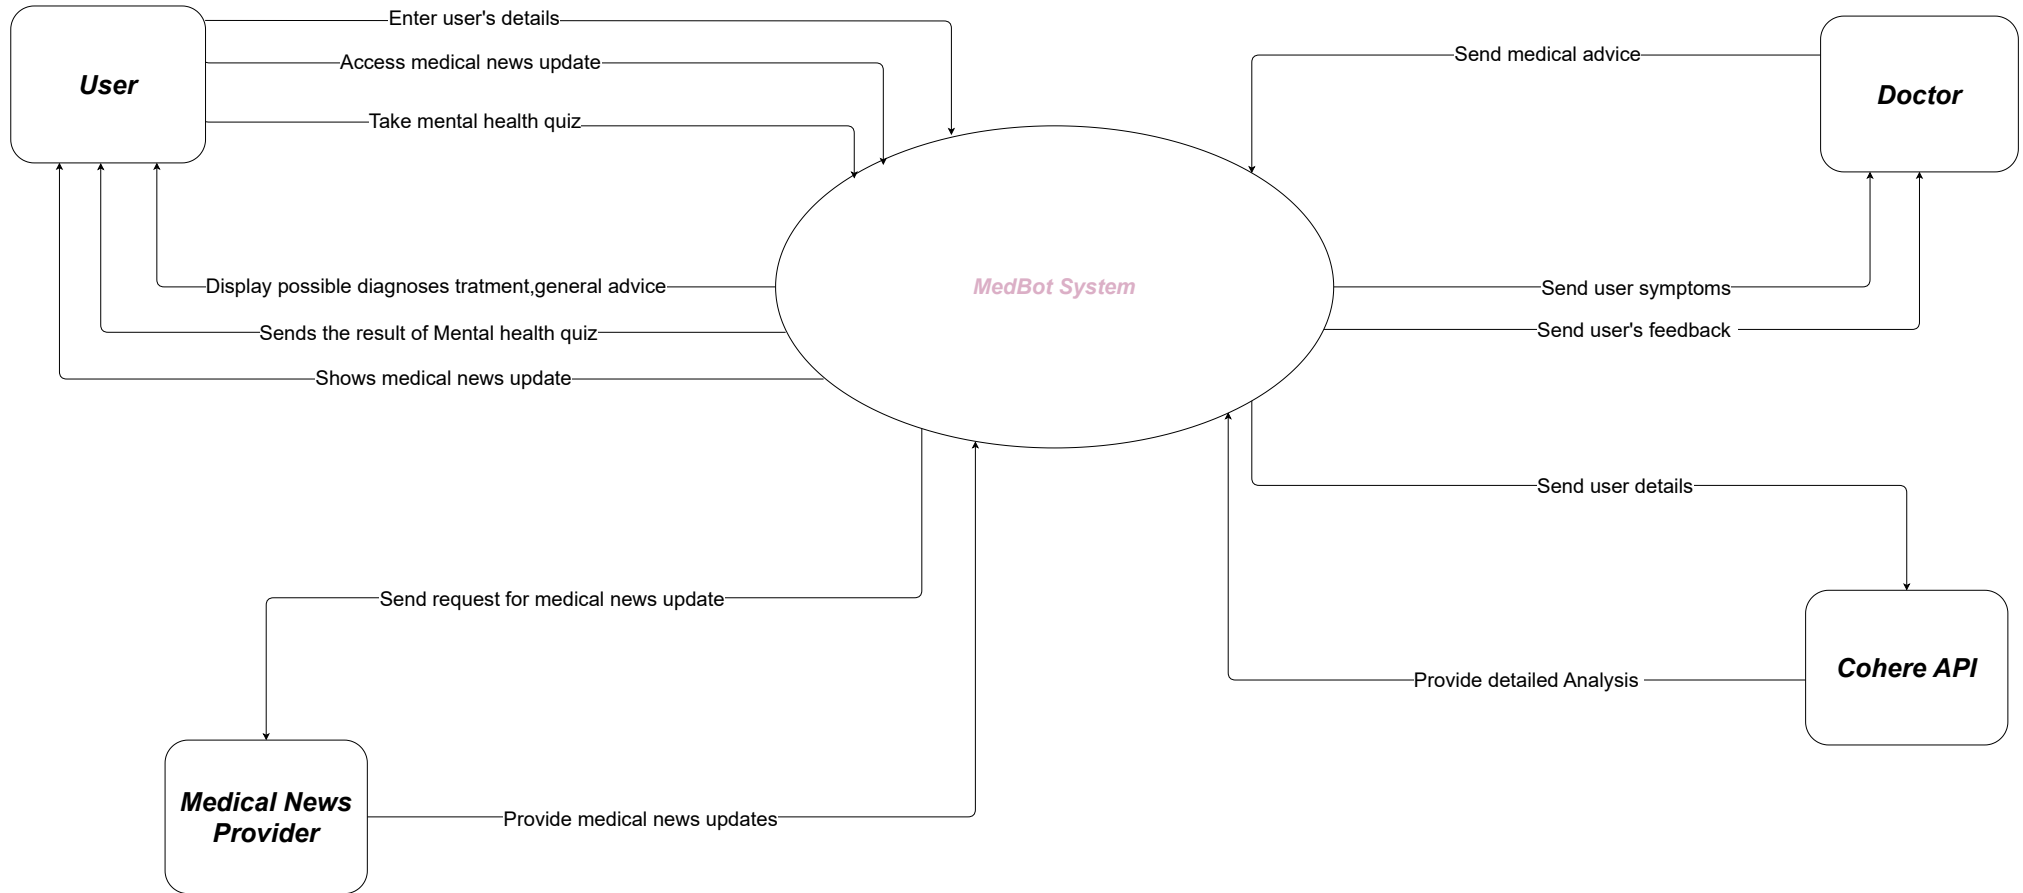 Enter user's details
Access medical news update
Take mental health quiz
User
Send medical advice
Doctor
MedBot System
Display possible diagnoses tratment,general advice
Sends the result of Mental health quiz
Shows medical news update
Send user symptoms
Send user's feedback
Send user details
Send request for medical news update
Cohere API
Provide detailed Analysis
Medical News
Provider
Provide medical news updates